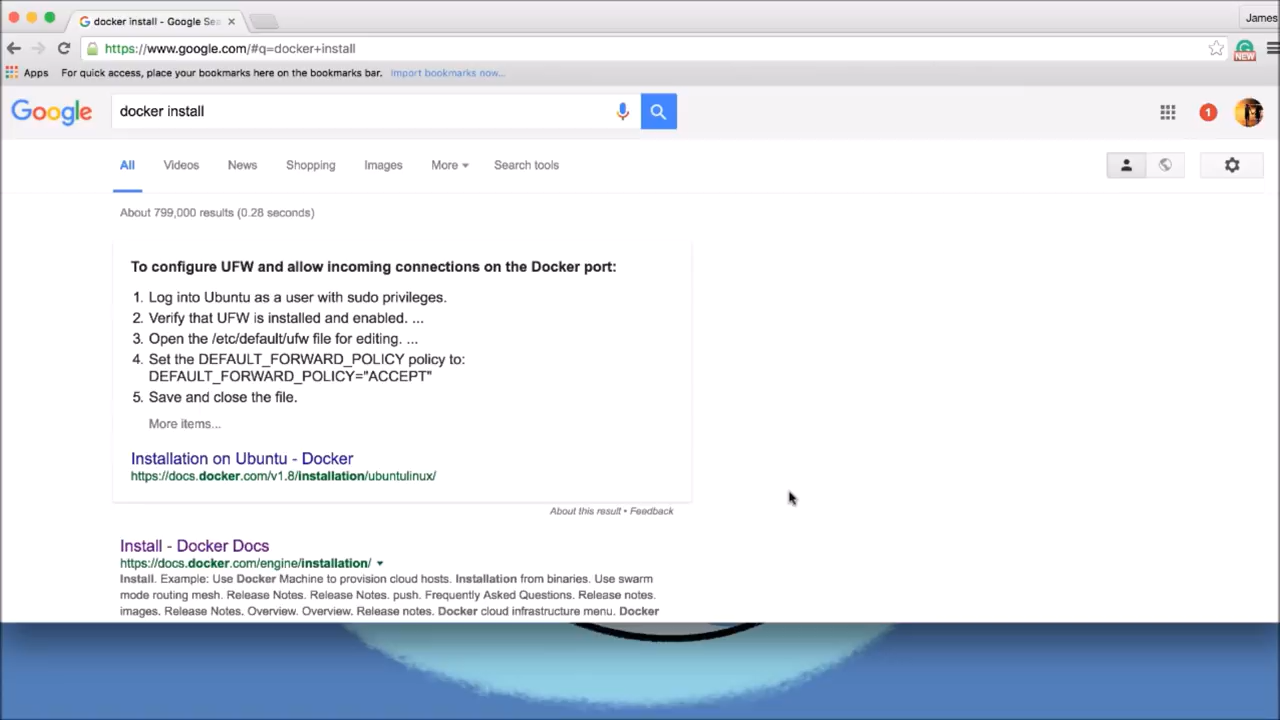 docker install - Google Sea
James
https://www.google.com/#q=docker+install
NEW
Apps For quick access, place your bookmarks here on the bookmarks bar. Import bookmarks now...
Google docker install 1
All Videos News Shopping Images More Search tools
About 799,000 results (0.28 seconds)
To configure UFW and allow incoming connections on the Docker port:
1. Log into Ubuntu as a user with sudo privileges.
2. Verify that UFW is installed and enabled. ...
3. Open the /etc/default/ufw file for editing. ...
4. Set the DEFAULT_FORWARD_POLICY policy to:
DEFAULT_FORWARD_POLICY="ACCEPT"
5. Save and close the file.
More items...
Installation on Ubuntu - Docker
https://docs.docker.com/v1.8/installation/ubuntulinux/
About this result • Feedback
Install - Docker Docs
https://docs.docker.com/engine/installation/
Install. Example: Use Docker Machine to provision cloud hosts. Installation from binaries. Use swarm
mode routing mesh. Release Notes. Release Notes. push. Frequently Asked Questions. Release notes.
images. Release Notes. Overview. Overview. Release notes. Docker cloud infrastructure menu. Docker